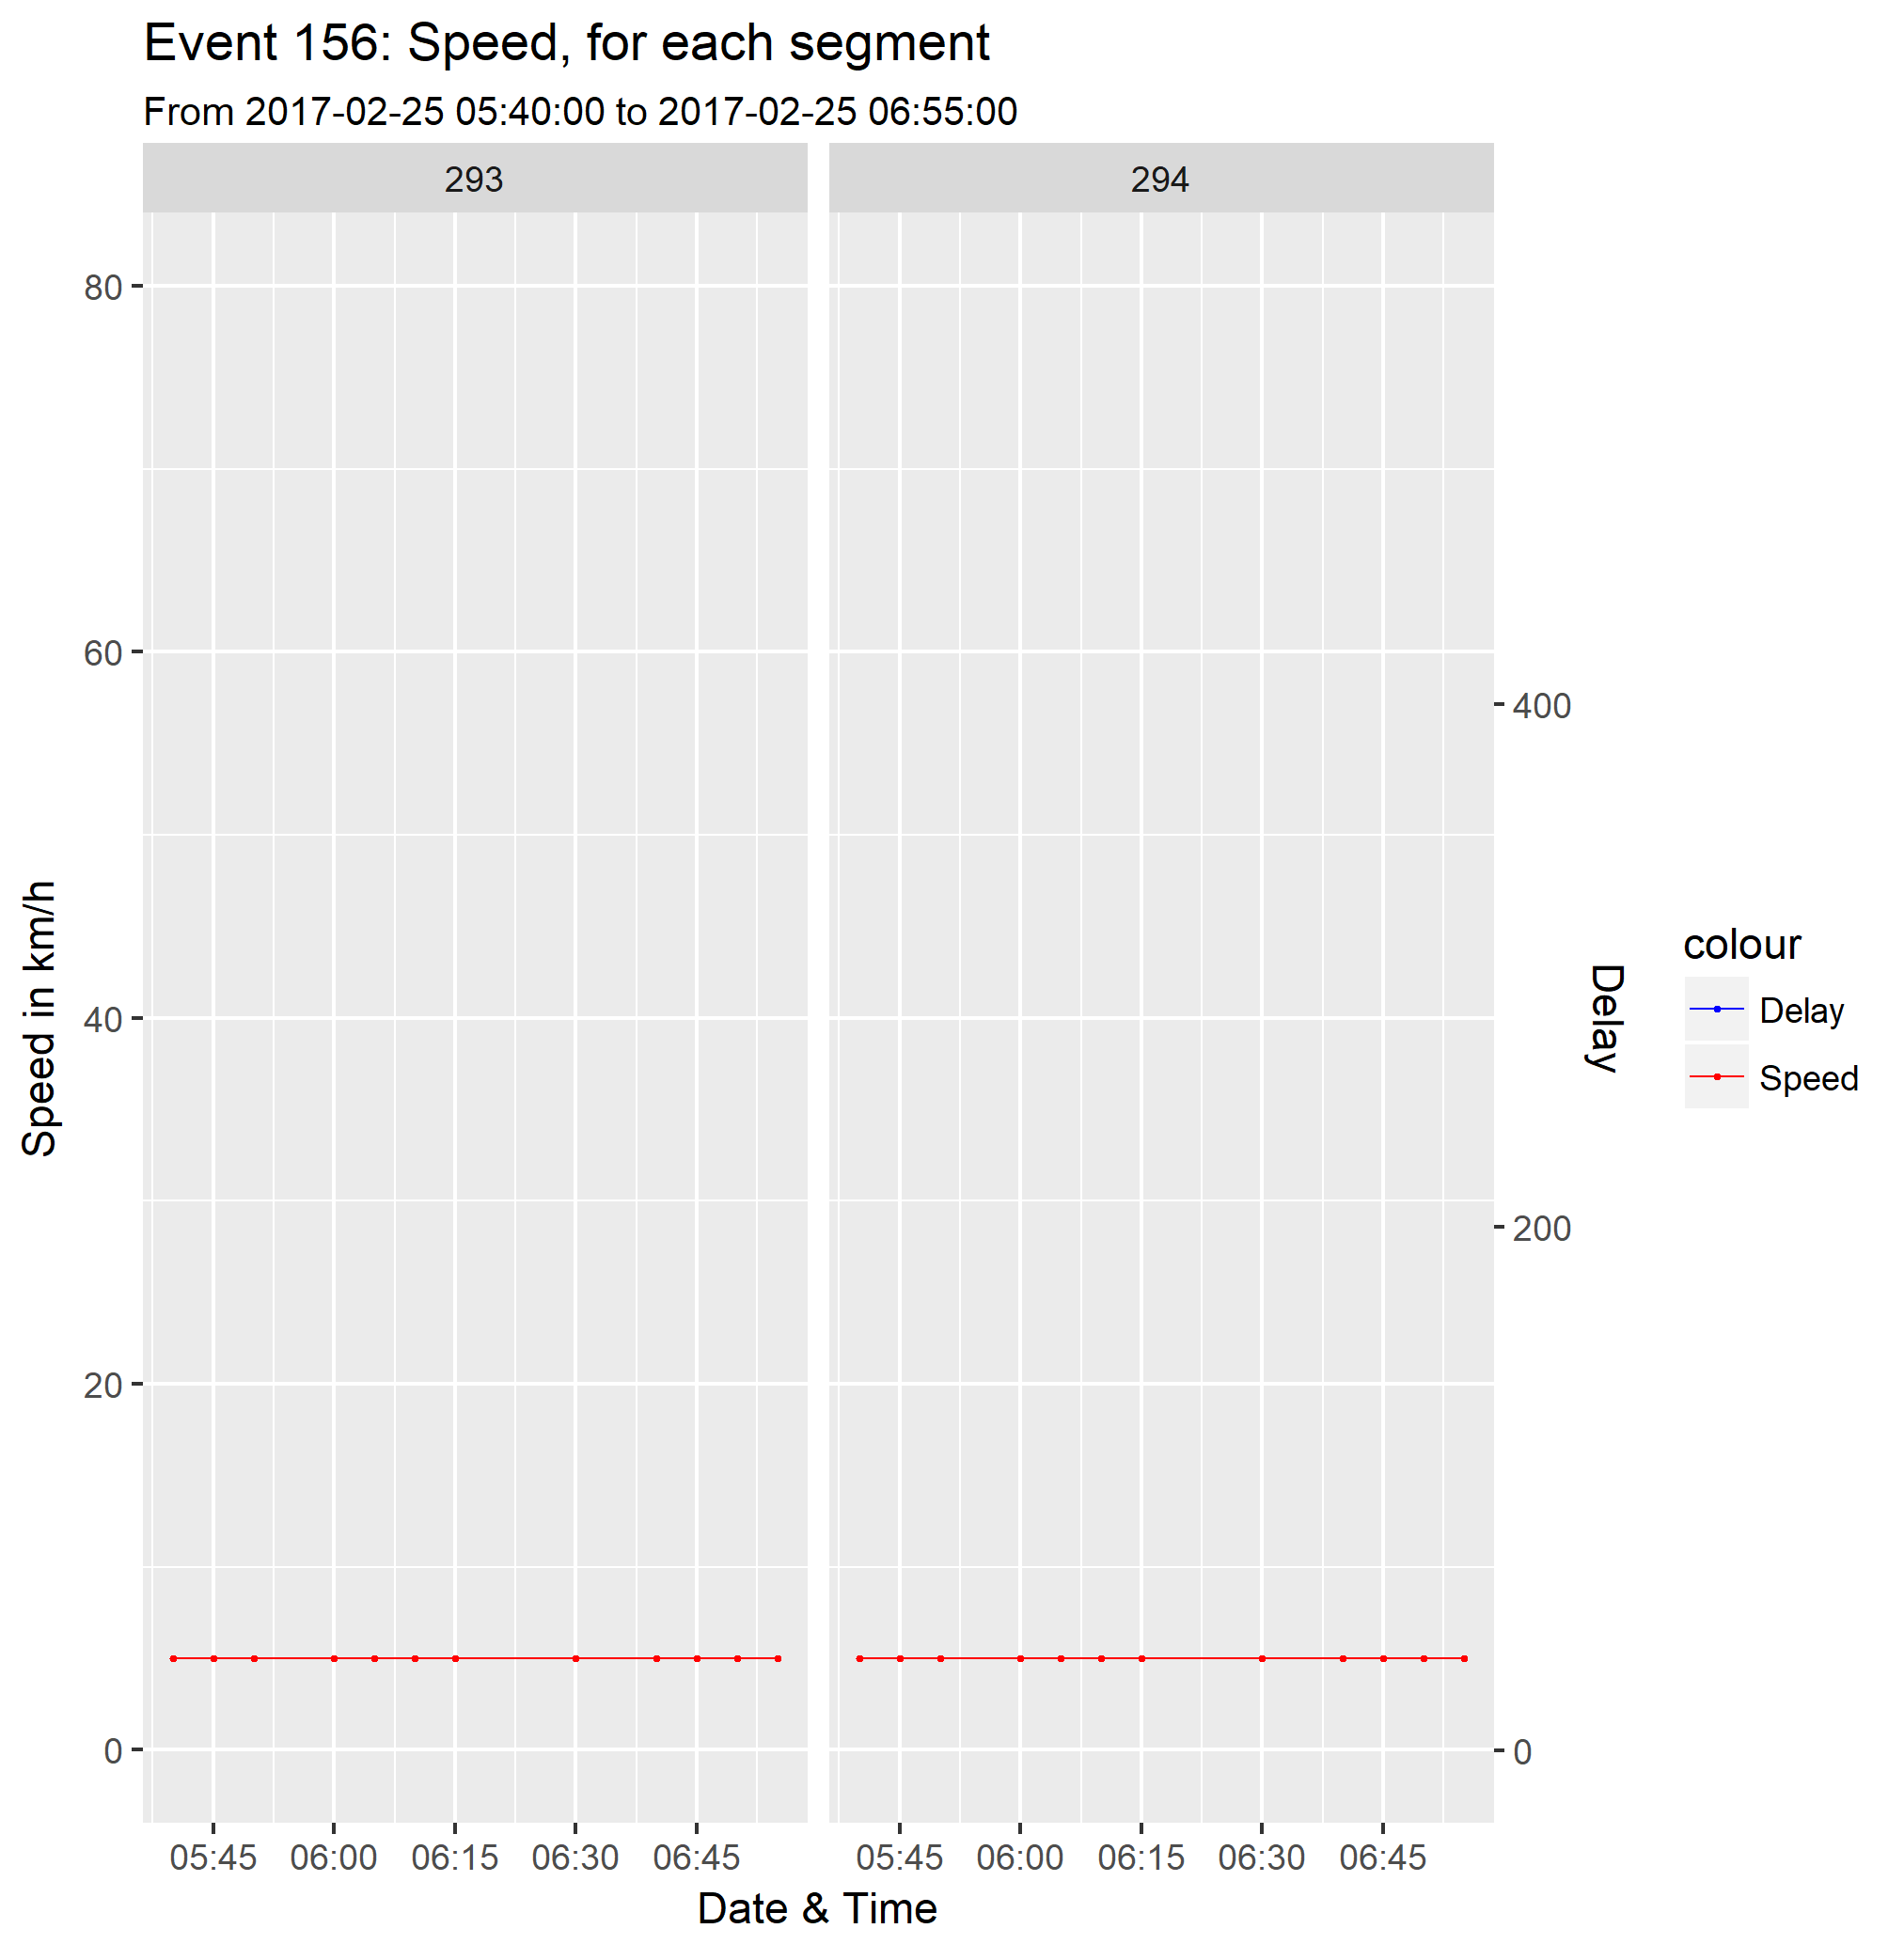 Event 156: Speed, for each segment
From 2017-02-25 05:40:00 to 2017-02-25 06:55:00
293
294
80
60
40
20
0
Speed in km/h
400
200
0
Delay
colour
Delay
Speed
05:45 06:00 06:15 06:30 06:45
05:45 06:00 06:15 06:30 06:45
Date & Time